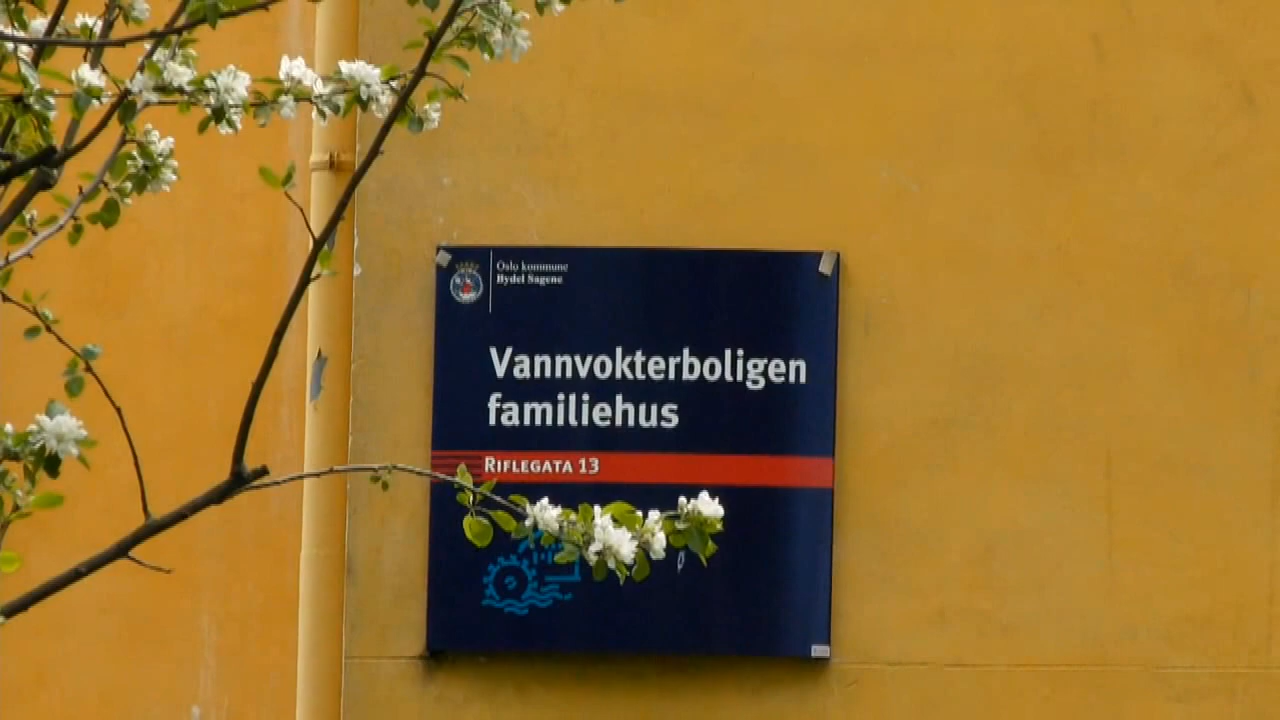 Oslo kommune
Bydel Sagene
Vannvokterboligen
familiehus
RIFLEGATA 13